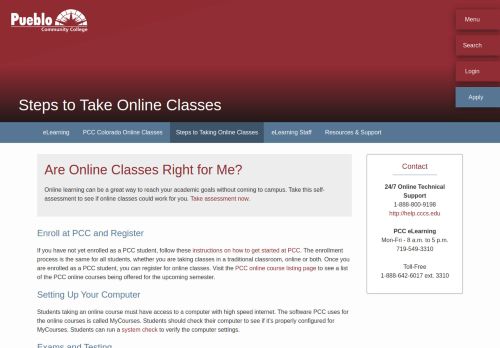 Pueblo
Community College
Menu
Search
Login
Apply
Steps to Take Online Classes
eLearning
PCC Colorado Online Classes
Steps to Taking Online Classes
eLearning Staff
Resources & Support
Are Online Classes Right for Me?
Online learning can be a great way to reach your academic goals without coming to campus. Take this self-
assessment to see if online classes could work for you. Take assessment now.
Enroll at PCC and Register
If you have not yet enrolled as a PCC student, follow these instructions on how to get started at PCC. The enrollment
process is the same for all students, whether you are taking classes in a traditional classroom, online or both. Once you
are enrolled as a PCC student, you can register for online classes. Visit the PCC online course listing page to see a list
of the PCC online courses being offered for the upcoming semester.
Setting Up Your Computer
Students taking an online course must have access to a computer with high speed internet. The software PCC uses for
the online courses is called MyCourses. Students should check their computer to see if it's properly configured for
MyCourses. Students can run a system check to verify the computer settings.
Exams and Testing
Contact
24/7 Online Technical
Support
1-888-800-9198
http://help.cccs.edu
PCC eLearning
Mon-Fri - 8 a.m. to 5 p.m.
719-549-3310
Toll-Free
1-888-642-6017 ext. 3310